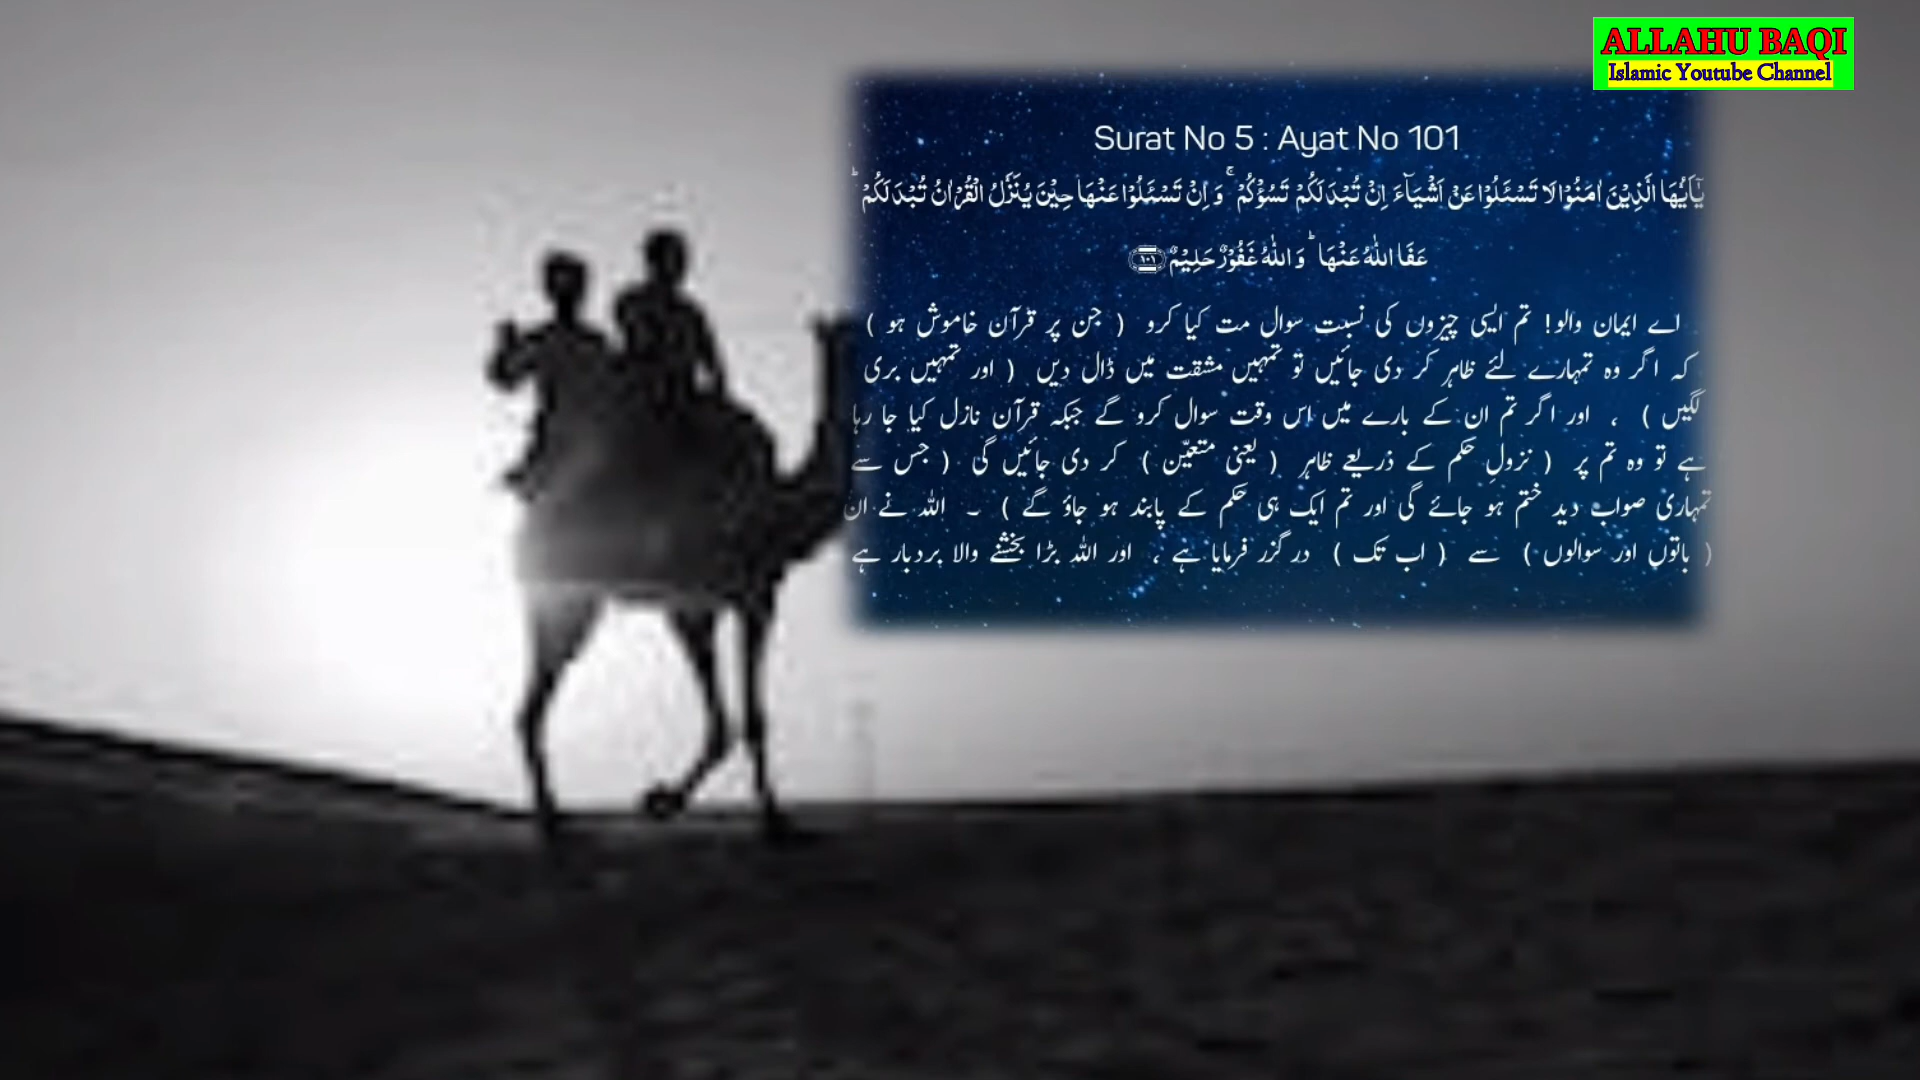 ALLAHU BAQI
Islamic Youtube Channel
Surat No 5 : Ayat No 101
يٰۤاَيُّهَا الَّذِيْنَ اٰمَنُوْا لَا تَسْـَٔلُوْا عَنْ اَشْيَآءَ اِنْ تُبْدَ لَكُمْ تَسُؤْكُمْ ۚ وَ اِنْ تَسْـَٔلُوْا عَنْهَا حِيْنَ يُنَزَّلُ الْقُرْاٰنُ تُبْدَ لَكُمْ ؕ
عَفَا اللّٰهُ عَنْهَا ؕ وَ اللّٰهُ غَفُوْرٌ حَلِيْمٌ ﴿۱۰۱﴾
اے ایمان والو! تم ایسی چیزوں کی نسبت سوال مت کیا کرو ( جن پر قرآن خاموش ہو )
کہ اگر وہ تمہارے لئے ظاہر کر دی جائیں تو تمہیں مشقت میں ڈال دیں ( اور تمہیں بری
لگیں ) ، اور اگر تم ان کے بارے میں اس وقت سوال کرو گے جبکہ قرآن نازل کیا جا رہا
ہے تو وہ تم پر ( نزولِ حکم کے ذریعے ظاہر ( یعنی متعیّن ) کر دی جائیں گی ( جس سے
تمہاری صواب دید ختم ہو جائے گی اور تم ایک ہی حکم کے پابند ہو جاؤ گے ) ۔ اللہ نے ان
( باتوں اور سوالوں ) سے ( اب تک ) درگزر فرمایا ہے ، اور اللہ بڑا بخشنے والا بردبار ہے